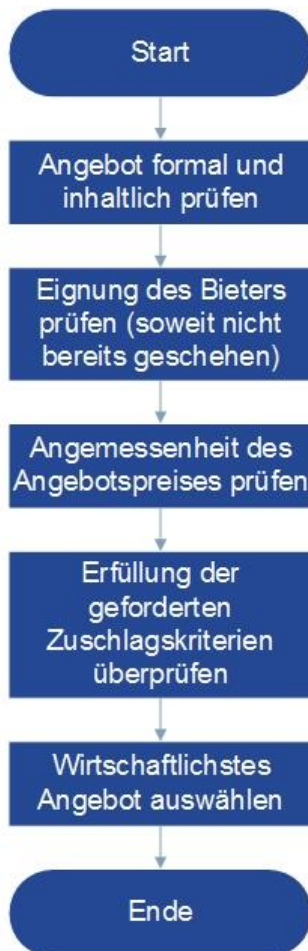 Start
Angebot formal und
inhaltlich prüfen
Eignung des Bieters
prüfen (soweit nicht
bereits geschehen)
Angemessenheit des
Angebotspreises prüfen
Erfüllung der
geforderten
Zuschlagskriterien
überprüfen
Wirtschaftlichstes
Angebot auswählen
Ende